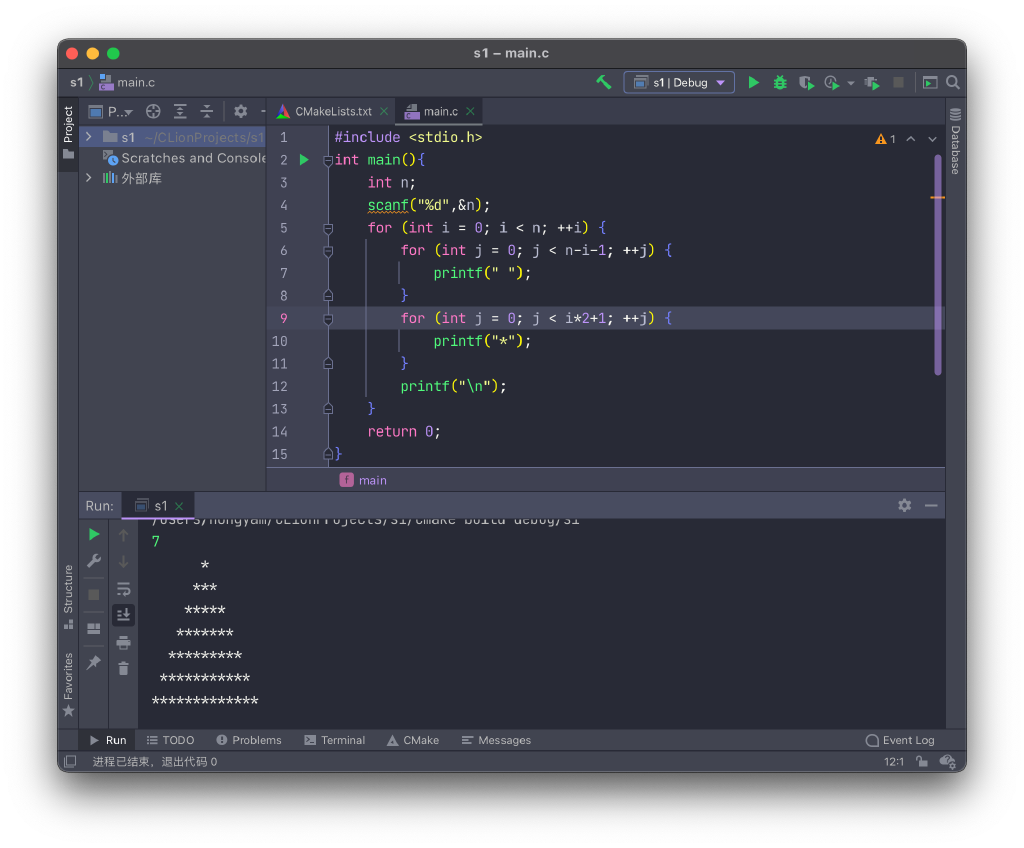 s1 – main.c
s1 main.c s1 | Debug
Project P... CMakeLists.txt main.c Database
s1 ~/CLionProjects/s1
Scratches and Console
外部库
1 #include <stdio.h>
2 int main(){
3     int n;
4     scanf("%d",&n);
5     for (int i = 0; i < n; ++i) {
6         for (int j = 0; j < n-i-1; ++j) {
7             printf(" ");
8         }
9         for (int j = 0; j < i*2+1; ++j) {
10             printf("*");
11         }
12         printf("\n");
13     }
14     return 0;
15 }
1
f main
Run: s1
/Users/hongyam/CLionProjects/s1/cmake-build-debug/s1
7
      *
     ***
    *****
   *******
  *********
 ***********
*************
Structure
Favorites
Run TODO Problems Terminal CMake Messages Event Log
进程已结束，退出代码 0 12:1